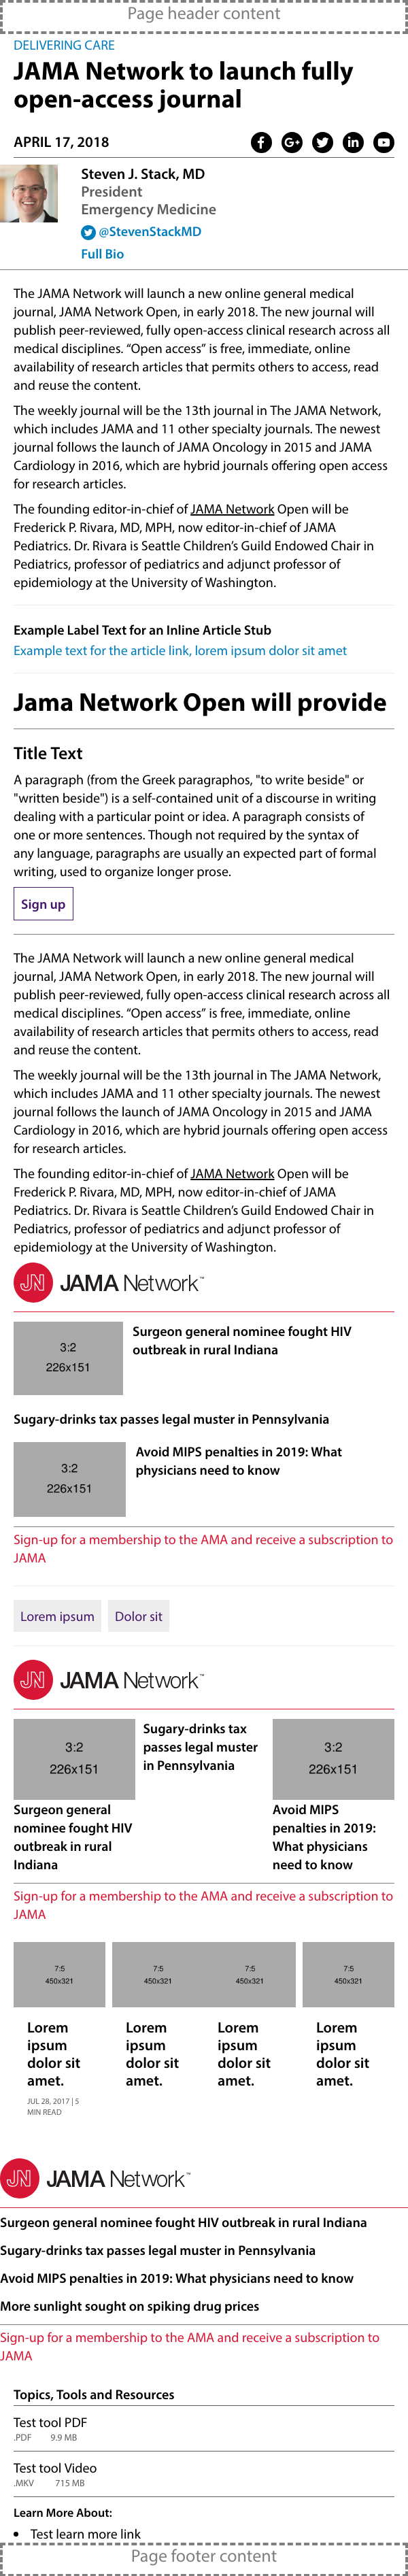 Page header content
DELIVERING CARE
JAMA Network to launch fully
open-access journal
APRIL 17, 2018
Steven J. Stack, MD
President
Emergency Medicine
@StevenStackMD
Full Bio
The JAMA Network will launch a new online general medical
journal, JAMA Network Open, in early 2018. The new journal will
publish peer-reviewed, fully open-access clinical research across all
medical disciplines. “Open access” is free, immediate, online
availability of research articles that permits others to access, read
and reuse the content.
The weekly journal will be the 13th journal in The JAMA Network,
which includes JAMA and 11 other specialty journals. The newest
journal follows the launch of JAMA Oncology in 2015 and JAMA
Cardiology in 2016, which are hybrid journals offering open access
for research articles.
The founding editor-in-chief of JAMA Network Open will be
Frederick P. Rivara, MD, MPH, now editor-in-chief of JAMA
Pediatrics. Dr. Rivara is Seattle Children’s Guild Endowed Chair in
Pediatrics, professor of pediatrics and adjunct professor of
epidemiology at the University of Washington.
Example Label Text for an Inline Article Stub
Example text for the article link, lorem ipsum dolor sit amet
Jama Network Open will provide
Title Text
A paragraph (from the Greek paragraphos, "to write beside" or
"written beside") is a self-contained unit of a discourse in writing
dealing with a particular point or idea. A paragraph consists of
one or more sentences. Though not required by the syntax of
any language, paragraphs are usually an expected part of formal
writing, used to organize longer prose.
Sign up
The JAMA Network will launch a new online general medical
journal, JAMA Network Open, in early 2018. The new journal will
publish peer-reviewed, fully open-access clinical research across all
medical disciplines. “Open access” is free, immediate, online
availability of research articles that permits others to access, read
and reuse the content.
The weekly journal will be the 13th journal in The JAMA Network,
which includes JAMA and 11 other specialty journals. The newest
journal follows the launch of JAMA Oncology in 2015 and JAMA
Cardiology in 2016, which are hybrid journals offering open access
for research articles.
The founding editor-in-chief of JAMA Network Open will be
Frederick P. Rivara, MD, MPH, now editor-in-chief of JAMA
Pediatrics. Dr. Rivara is Seattle Children’s Guild Endowed Chair in
Pediatrics, professor of pediatrics and adjunct professor of
epidemiology at the University of Washington.
JN JAMA Network™
3:2
226x151
Surgeon general nominee fought HIV
outbreak in rural Indiana
Sugary-drinks tax passes legal muster in Pennsylvania
3:2
226x151
Avoid MIPS penalties in 2019: What
physicians need to know
Sign-up for a membership to the AMA and receive a subscription to
JAMA
Lorem ipsum
Dolor sit
JN JAMA Network™
3:2
226x151
Surgeon general
nominee fought HIV
outbreak in rural
Indiana
Sugary-drinks tax
passes legal muster
in Pennsylvania
3:2
226x151
Avoid MIPS
penalties in 2019:
What physicians
need to know
Sign-up for a membership to the AMA and receive a subscription to
JAMA
7:5
450x321
Lorem
ipsum
dolor sit
amet.
JUL 28, 2017 | 5
MIN READ
7:5
450x321
Lorem
ipsum
dolor sit
amet.
7:5
450x321
Lorem
ipsum
dolor sit
amet.
7:5
450x321
Lorem
ipsum
dolor sit
amet.
JN JAMA Network™
Surgeon general nominee fought HIV outbreak in rural Indiana
Sugary-drinks tax passes legal muster in Pennsylvania
Avoid MIPS penalties in 2019: What physicians need to know
More sunlight sought on spiking drug prices
Sign-up for a membership to the AMA and receive a subscription to
JAMA
Topics, Tools and Resources
Test tool PDF
.PDF 9.9 MB
Test tool Video
.MKV 715 MB
Learn More About:
• Test learn more link
Page footer content